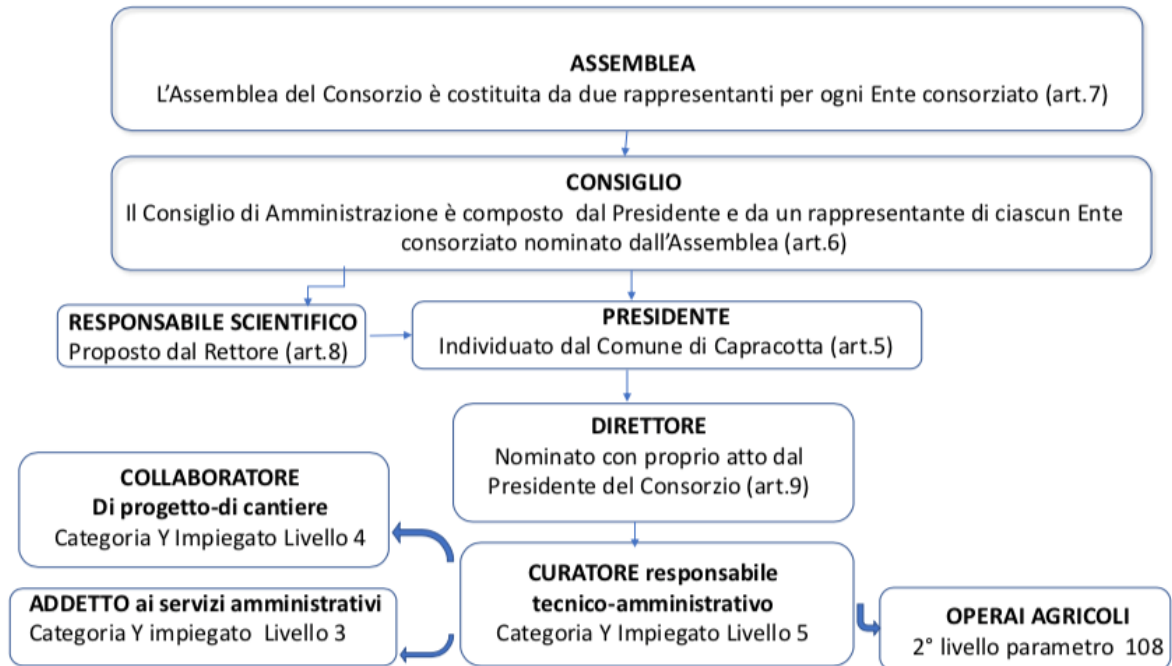 ASSEMBLEA
L'Assemblea del Consorzio è costituita da due rappresentanti per ogni Ente consorziato (art.7)
CONSIGLIO
Il Consiglio di Amministrazione è composto dal Presidente e da un rappresentante di ciascun Ente
consorziato nominato dall'Assemblea (art.6)
RESPONSABILE SCIENTIFICO
Proposto dal Rettore (art.8)
PRESIDENTE
Individuato dal Comune di Capracotta (art.5)
DIRETTORE
Nominato con proprio atto dal
Presidente del Consorzio (art.9)
COLLABORATORE
Di progetto-di cantiere
Categoria Y Impiegato Livello 4
CURATORE responsabile
tecnico-amministrativo
Categoria Y Impiegato Livello 5
ADDETTO ai servizi amministrativi
Categoria Y impiegato Livello 3
OPERAI AGRICOLI
2° livello parametro 108